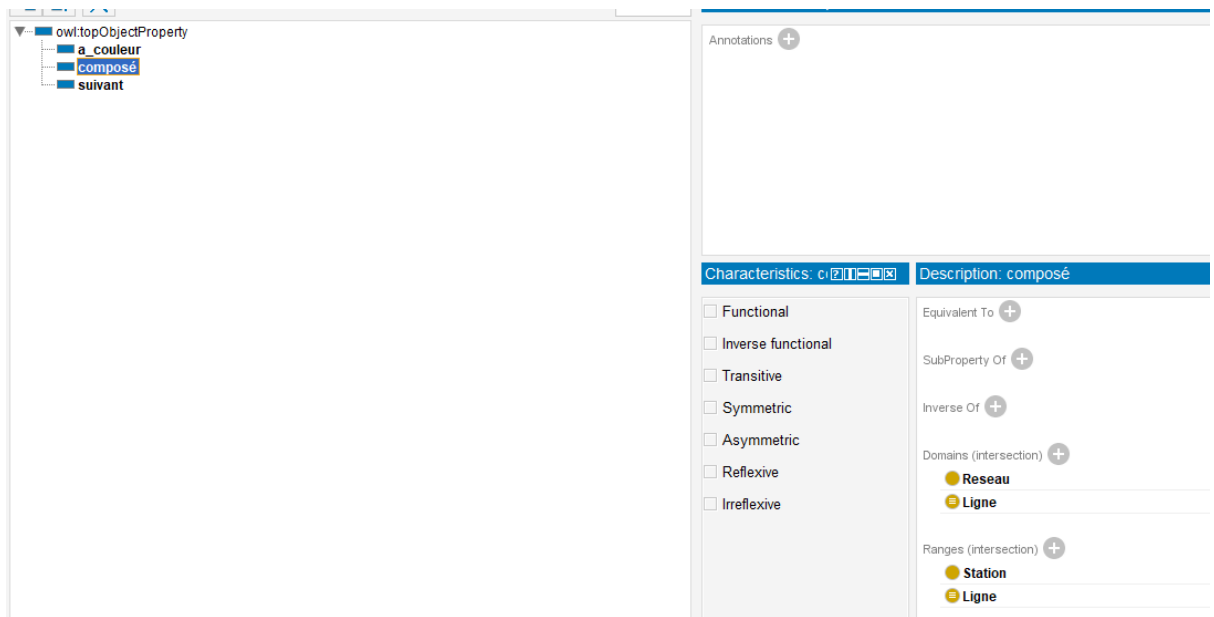 owl:topObjectProperty
a_couleur
composé
suivant
Annotations
Characteristics: c
Functional
Inverse functional
Transitive
Symmetric
Asymmetric
Reflexive
Irreflexive
Description: composé
Equivalent To
SubProperty Of
Inverse Of
Domains (intersection)
Reseau
Ligne
Ranges (intersection)
Station
Ligne